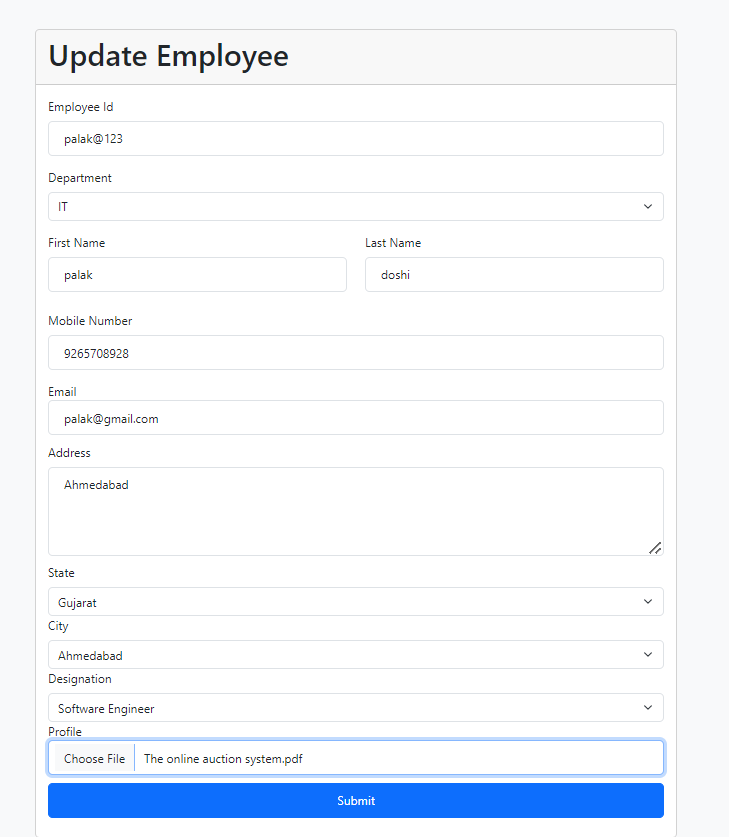 Update Employee
Employee Id
palak@123
Department
IT
First Name Last Name
palak doshi
Mobile Number
9265708928
Email
palak@gmail.com
Address
Ahmedabad
State
Gujarat
City
Ahmedabad
Designation
Software Engineer
Profile
Choose File The online auction system.pdf
Submit